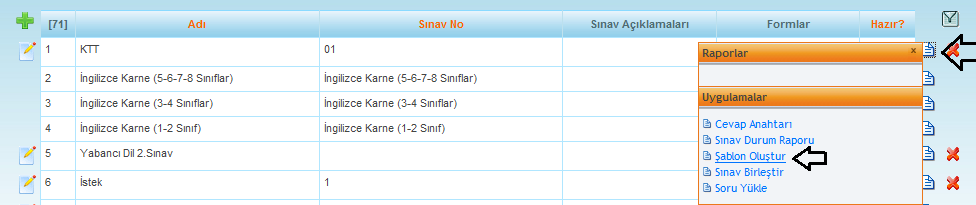 [71] Adı Sınav No Sınav Açıklamaları Formlar Hazır?
1 KTT 01
Raporlar x
2 İngilizce Karne (5-6-7-8 Sınıflar) İngilizce Karne (5-6-7-8 Sınıflar)
3 İngilizce Karne (3-4 Sınıflar) İngilizce Karne (3-4 Sınıflar)
Uygulamalar
4 İngilizce Karne (1-2 Sınıf) İngilizce Karne (1-2 Sınıf)
Cevap Anahtarı
Sınav Durum Raporu
5 Yabancı Dil 2.Sınav
Şablon Oluştur
Sınav Birleştir
6 İstek 1
Soru Yükle